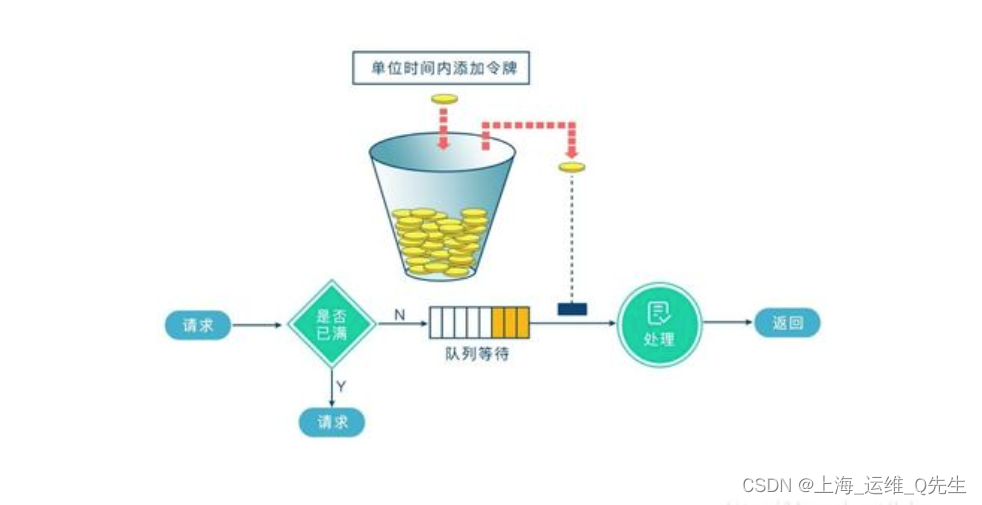 单位时间内添加令牌
请求
是否
已满
N
队列等待
处理
返回
Y
请求
CSDN @上海_运维_Q先生